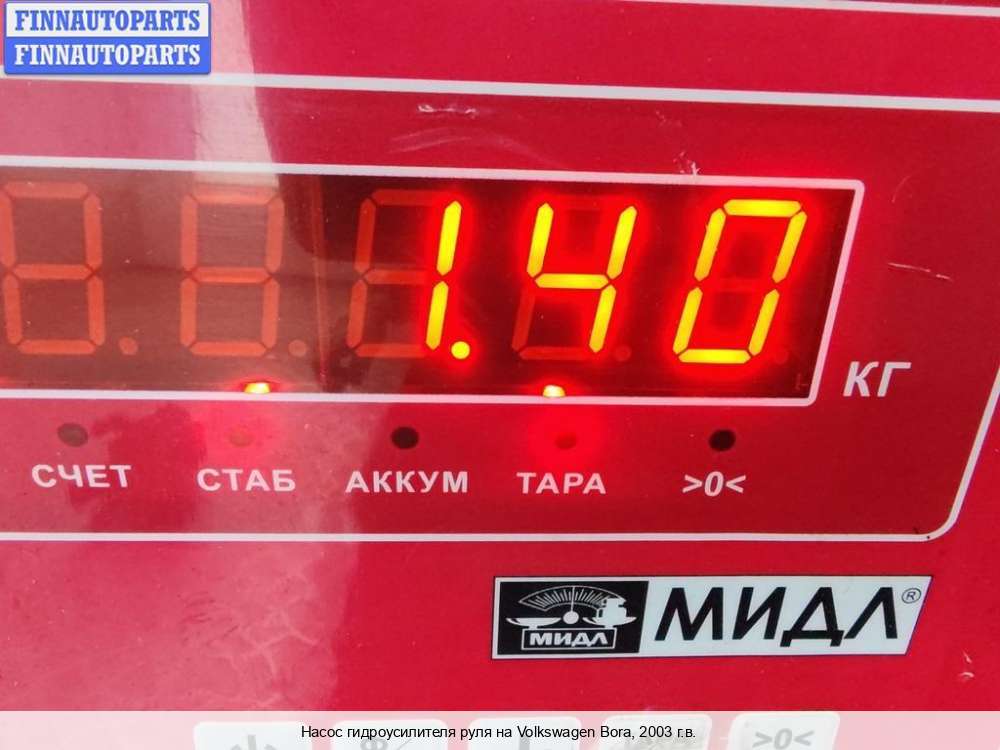 FINNAUTOPARTS
FINNAUTOPARTS
1.40
КГ
СЧЕТ СТАБ АККУМ ТАРА >0<
МИДЛ МИДЛ®
>0<
Насос гидроусилителя руля на Volkswagen Bora, 2003 г.в.